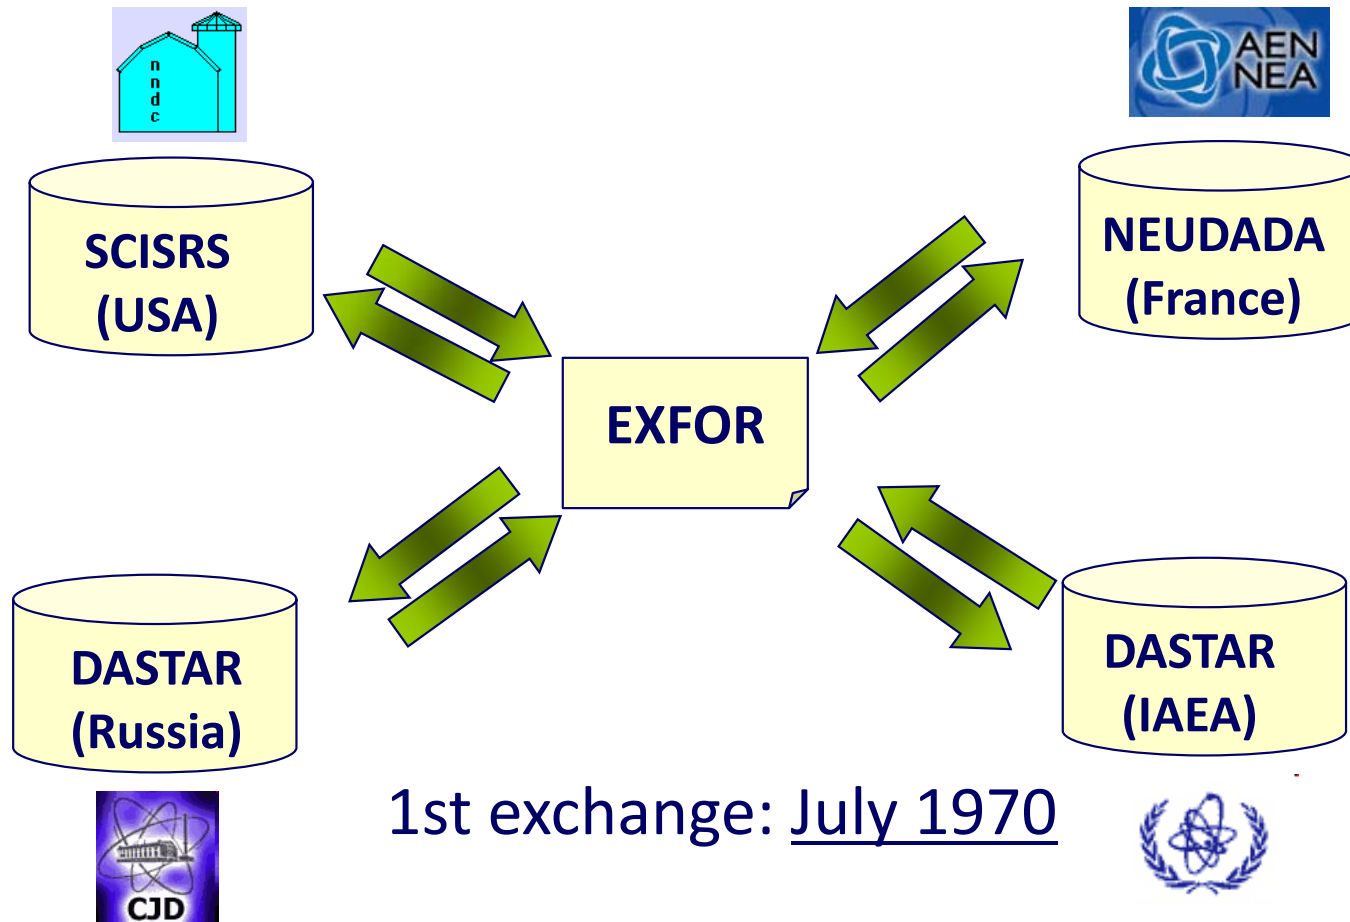 n
n
d
c
AEN
NEA
SCISRS
(USA)
NEUDADA
(France)
EXFOR
DASTAR
(Russia)
DASTAR
(IAEA)
1st exchange: July 1970
CJD